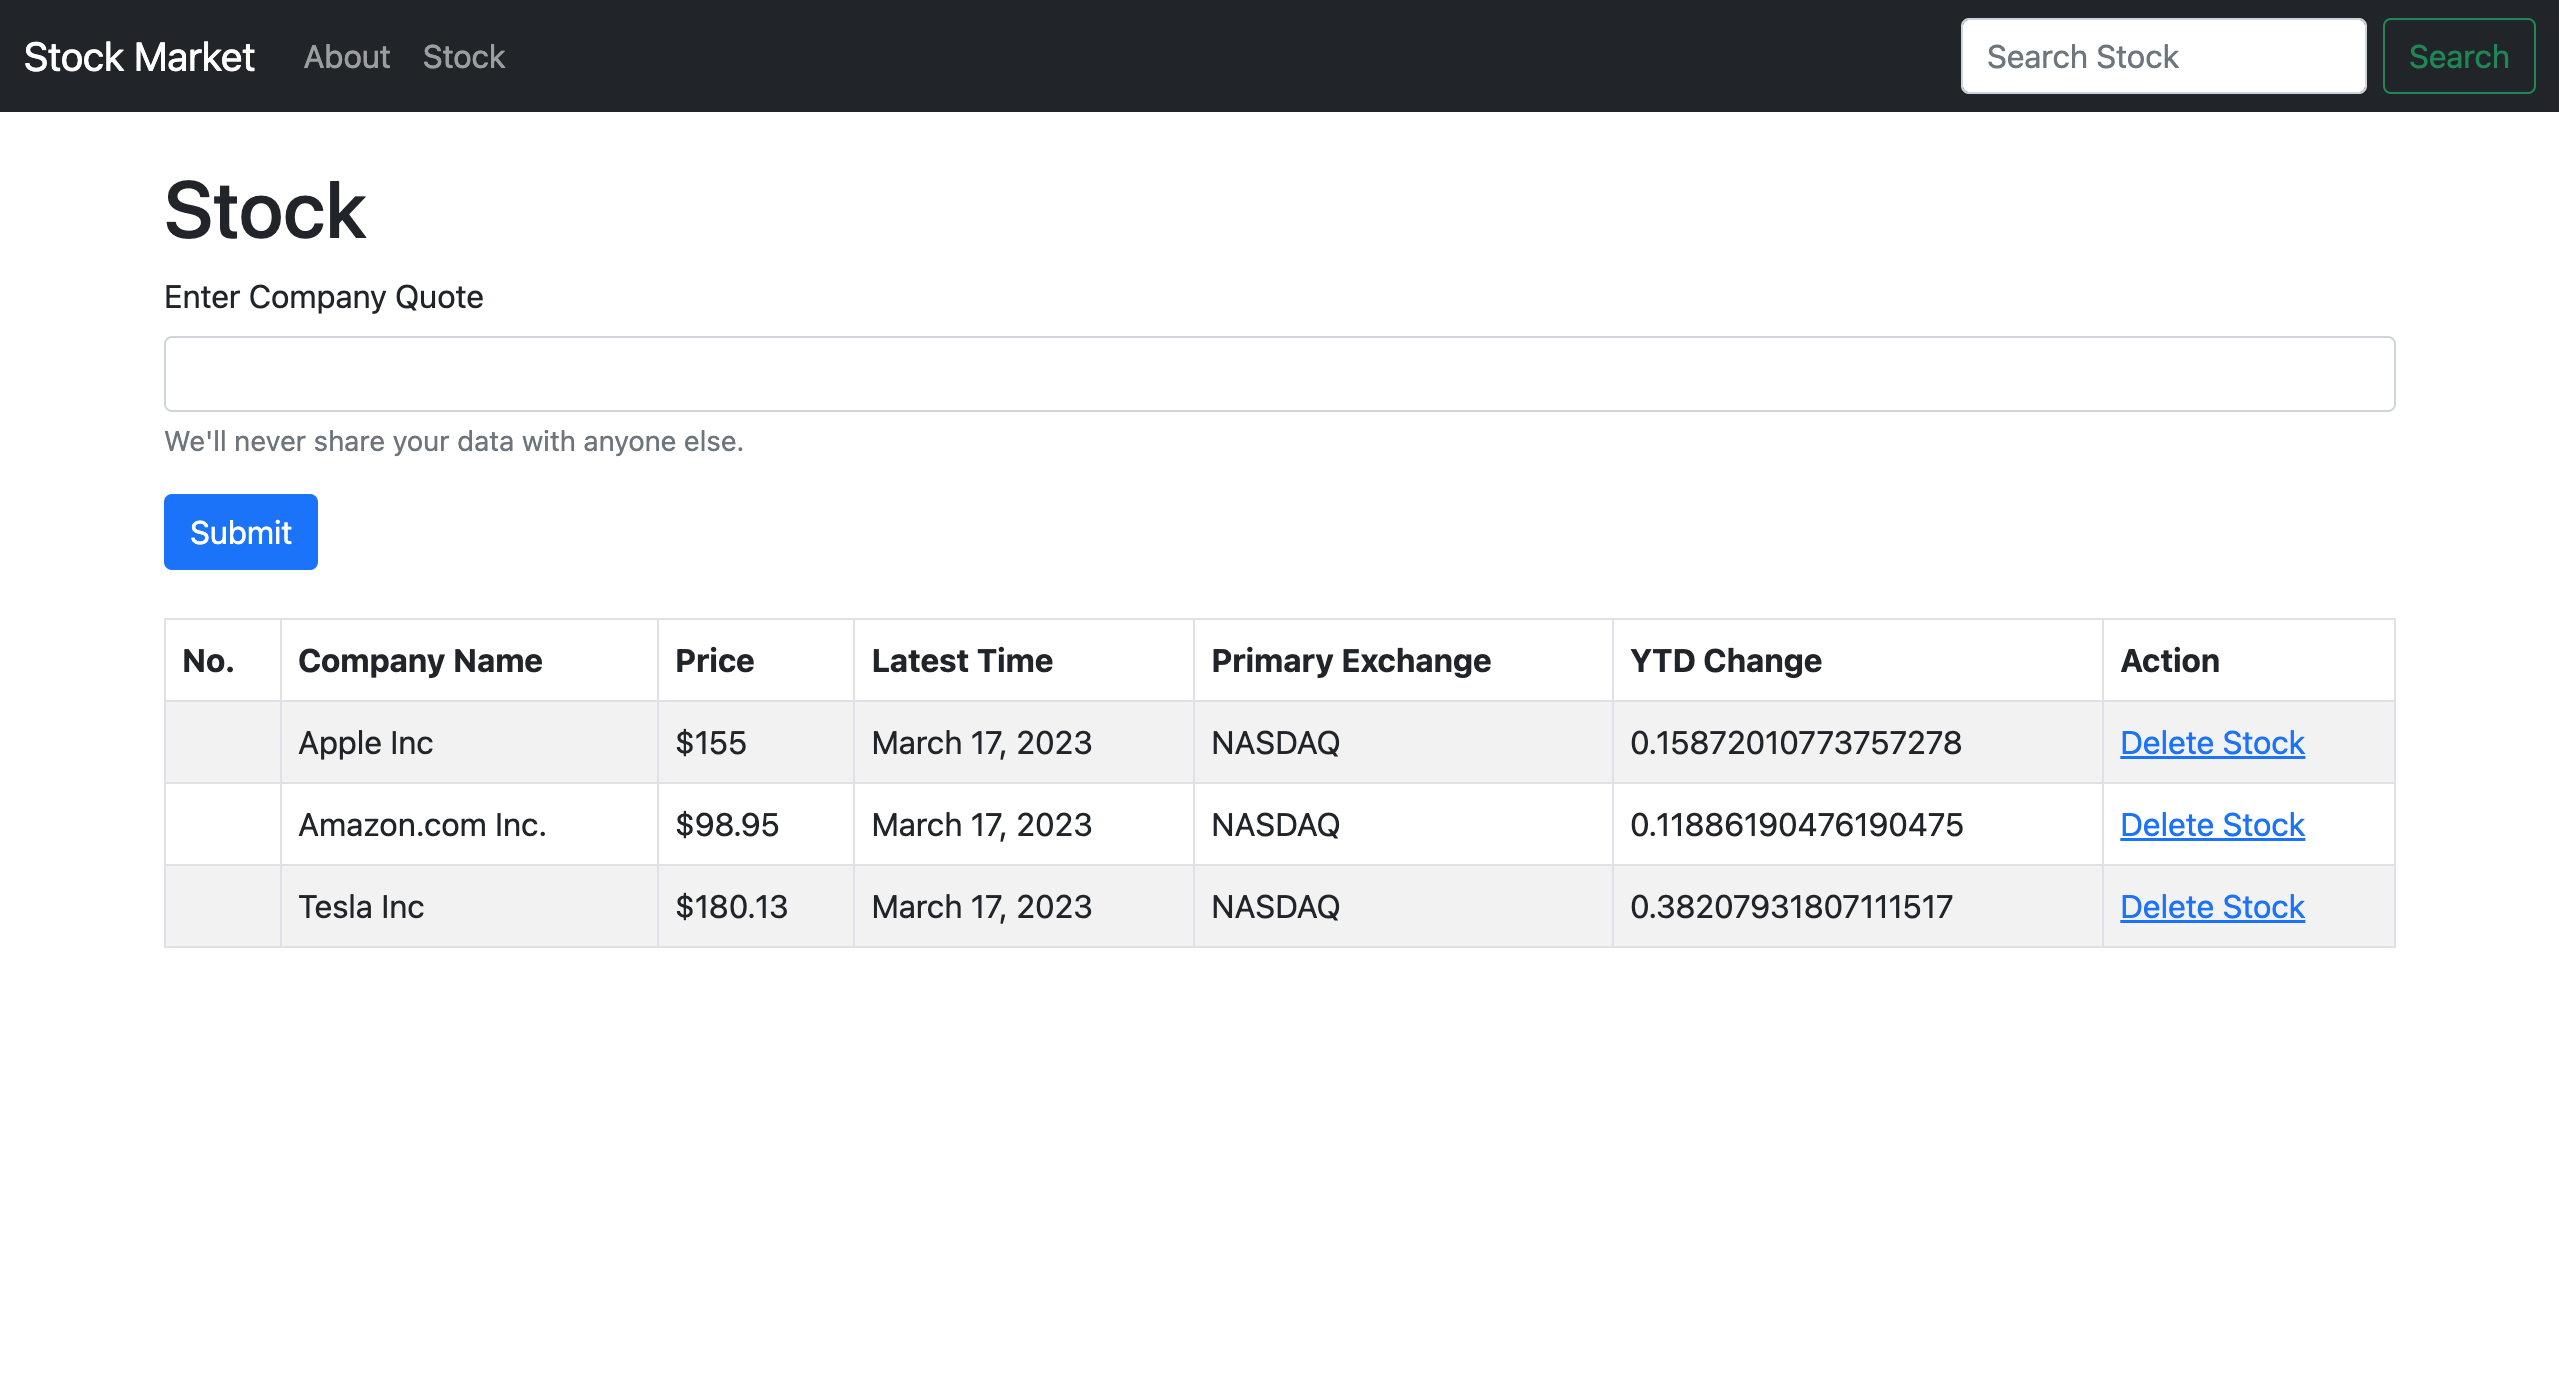 Stock Market About Stock Search Stock Search
Stock
Enter Company Quote
We'll never share your data with anyone else.
Submit
No. Company Name Price Latest Time Primary Exchange YTD Change Action
Apple Inc $155 March 17, 2023 NASDAQ 0.15872010773757278 Delete Stock
Amazon.com Inc. $98.95 March 17, 2023 NASDAQ 0.11886190476190475 Delete Stock
Tesla Inc $180.13 March 17, 2023 NASDAQ 0.38207931807111517 Delete Stock